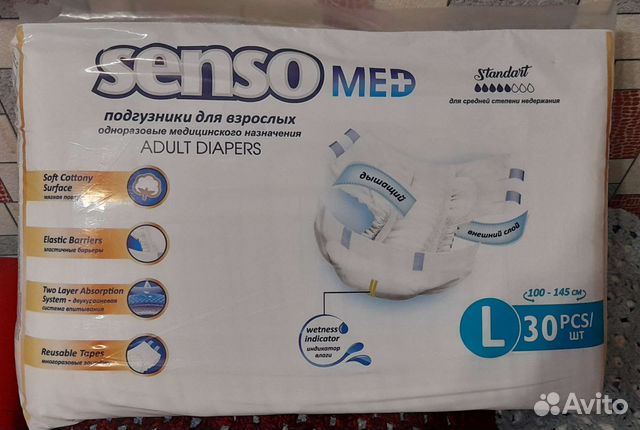 senso MED
подгузники для взрослых
одноразовые медицинского назначения
ADULT DIAPERS
Standart
для средней степени недержания
Soft Cottony
Surface
мягкая
Elastic Barriers
эластичные барьеры
Two Layer Absorption
System - двухслойная
система впитывания
Reusable Tapes
многоразовые
дышащий
внешний слой
wetness
indicator
индикатор
влаги
100 - 145 см
L 30 PCS/
шт
Avito